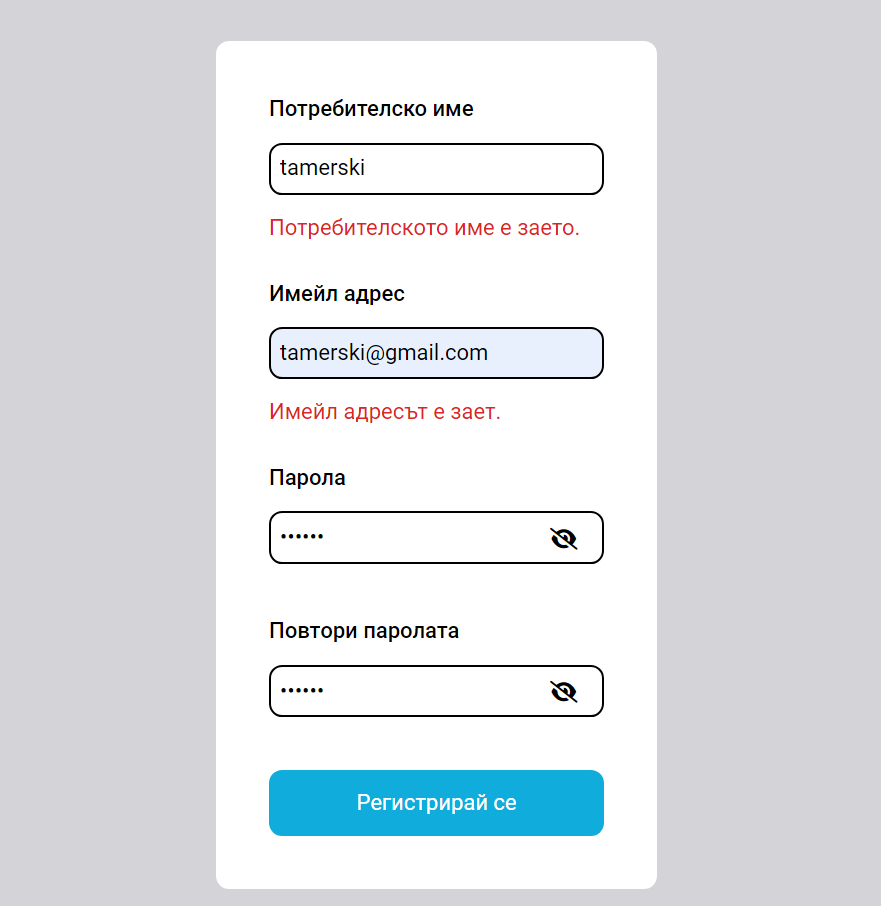 Потребителско име
tamerski
Потребителското име е заето.
Имейл адрес
tamerski@gmail.com
Имейл адресът е зает.
Парола
••••••
Повтори паролата
••••••
Регистрирай се